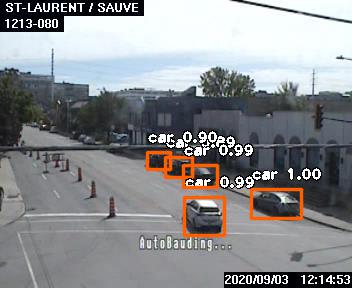 ST-LAURENT / SAUVE
1213-080
car 0.90
car 0.99
car 0.99
car 1.00
AutoBauding...
2020/09/03 12:14:53